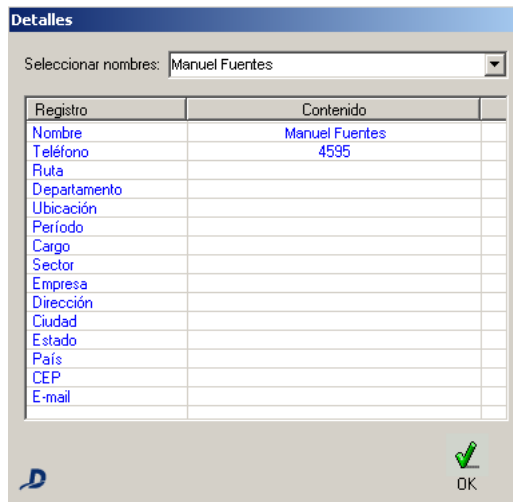 Detalles
Seleccionar nombres: Manuel Fuentes
Registro Contenido
Nombre Manuel Fuentes
Teléfono 4595
Ruta
Departamento
Ubicación
Período
Cargo
Sector
Empresa
Dirección
Ciudad
Estado
País
CEP
E-mail
D
OK